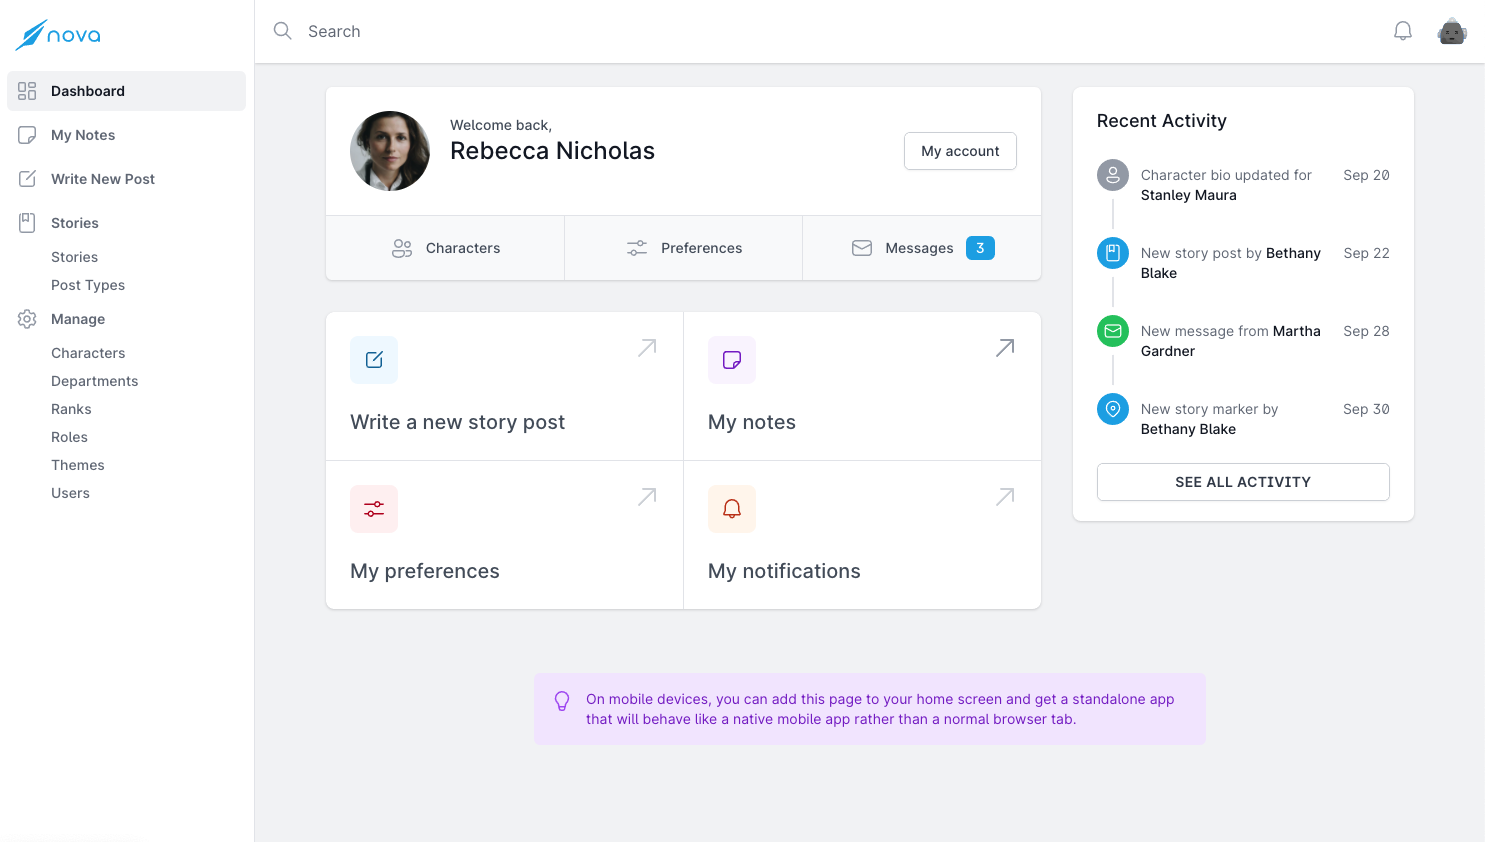 nova
Search
Dashboard
My Notes
Write New Post
Stories
Stories
Post Types
Manage
Characters
Departments
Ranks
Roles
Themes
Users
Welcome back,
Rebecca Nicholas
My account
Characters
Preferences
Messages 3
Write a new story post
My notes
My preferences
My notifications
Recent Activity
Character bio updated for Sep 20
Stanley Maura
New story post by Bethany Sep 22
Blake
New message from Martha Sep 28
Gardner
New story marker by Sep 30
Bethany Blake
SEE ALL ACTIVITY
On mobile devices, you can add this page to your home screen and get a standalone app
that will behave like a native mobile app rather than a normal browser tab.